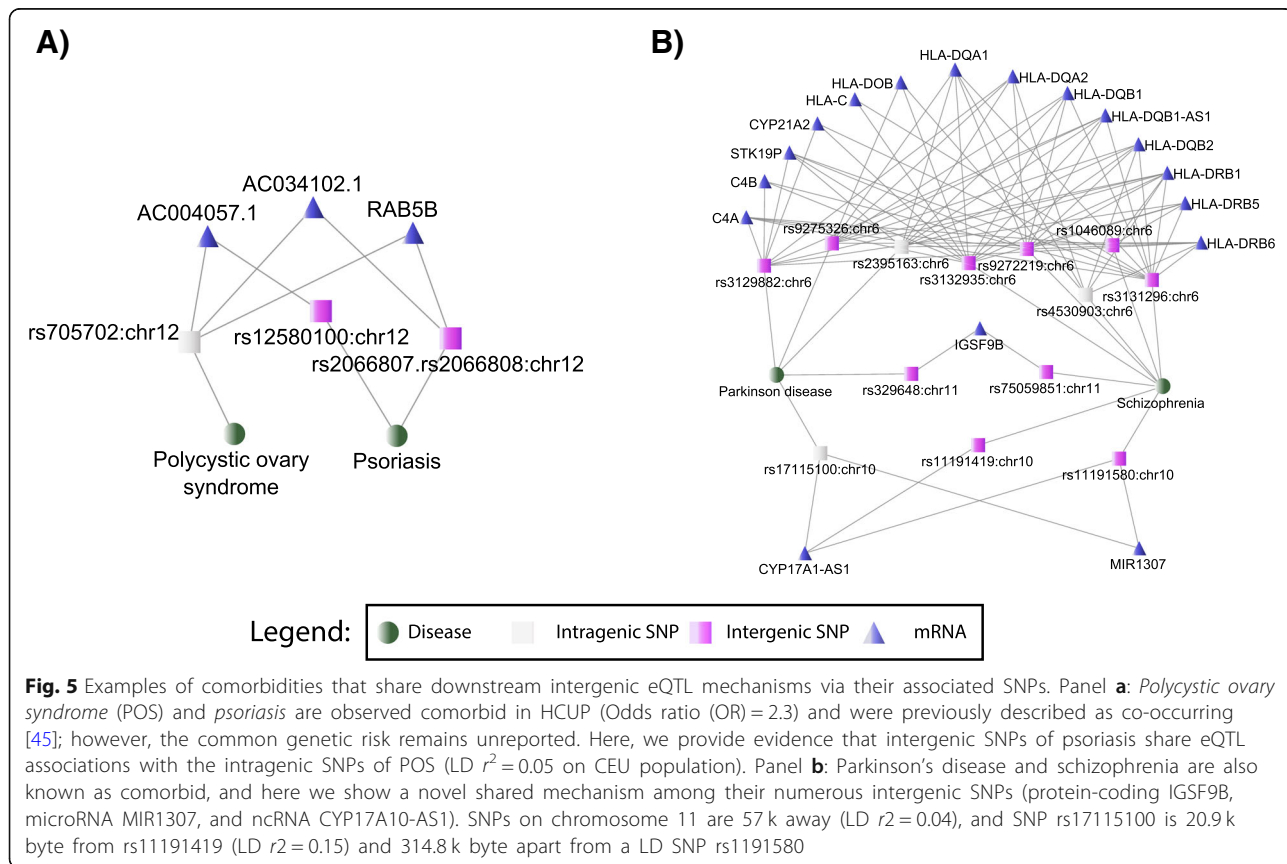 A)
AC034102.1
AC004057.1
RAB5B
rs705702:chr12
rs12580100:chr12
rs2066807.rs2066808:chr12
Polycystic ovary
syndrome
Psoriasis
B)
HLA-DQA1
HLA-DOB
HLA-DQA2
HLA-C
HLA-DQB1
CYP21A2
HLA-DQB1-AS1
STK19P
HLA-DQB2
C4B
HLA-DRB1
C4A
HLA-DRB5
rs9275326:chr6
rs1046089:chr6
HLA-DRB6
rs2395163:chr6
rs9272219:chr6
rs3129882:chr6
rs3132935:chr6
rs3131296:chr6
rs4530903:chr6
IGSF9B
Parkinson disease
rs329648:chr11
rs75059851:chr11
Schizophrenia
rs17115100:chr10
rs11191419:chr10
rs11191580:chr10
CYP17A1-AS1
MIR1307
Legend:
Disease
Intragenic SNP
Intergenic SNP
mRNA
Fig. 5 Examples of comorbidities that share downstream intergenic eQTL mechanisms via their associated SNPs. Panel a: Polycystic ovary
syndrome (POS) and psoriasis are observed comorbid in HCUP (Odds ratio (OR) = 2.3) and were previously described as co-occurring
[45]; however, the common genetic risk remains unreported. Here, we provide evidence that intergenic SNPs of psoriasis share eQTL
associations with the intragenic SNPs of POS (LD r² = 0.05 on CEU population). Panel b: Parkinson's disease and schizophrenia are also
known as comorbid, and here we show a novel shared mechanism among their numerous intergenic SNPs (protein-coding IGSF9B,
microRNA MIR1307, and ncRNA CYP17A10-AS1). SNPs on chromosome 11 are 57 k away (LD r2 = 0.04), and SNP rs17115100 is 20.9 k
byte from rs11191419 (LD r2 = 0.15) and 314.8 k byte apart from a LD SNP rs1191580